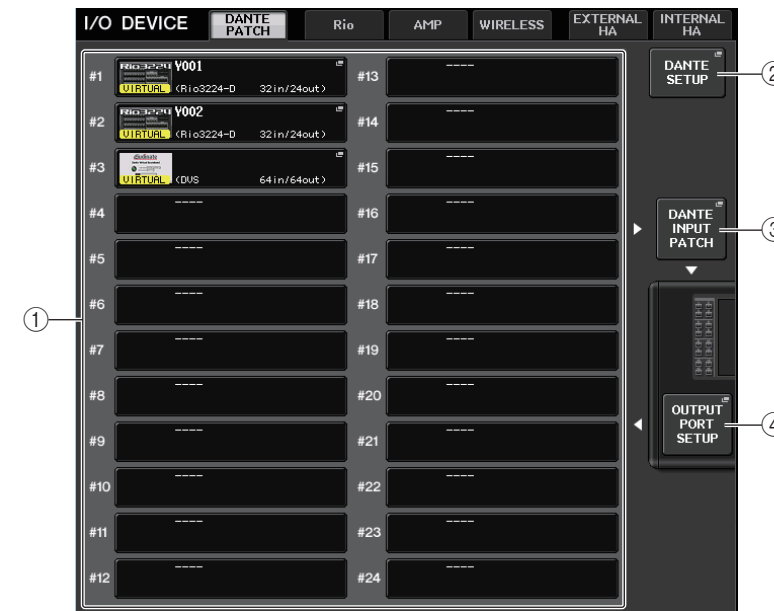 I/O DEVICE
DANTE PATCH
Rio
AMP
WIRELESS
EXTERNAL HA
INTERNAL HA
#1
Rio3224
VIRTUAL
Y001
(Rio3224-D 32in/24out)
#2
Rio3224
VIRTUAL
Y002
(Rio3224-D 32in/24out)
#3
Audinate
VIRTUAL
(DVS 64in/64out)
#4 ----
#5 ----
#6 ----
#7 ----
#8 ----
#9 ----
#10 ----
#11 ----
#12 ----
#13 ----
#14 ----
#15 ----
#16 ----
#17 ----
#18 ----
#19 ----
#20 ----
#21 ----
#22 ----
#23 ----
#24 ----
DANTE
SETUP
DANTE
INPUT
PATCH
OUTPUT
PORT
SETUP
①
②
③
④